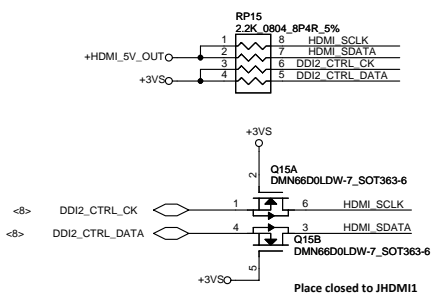 RP15
2.2K_0804_8P4R_5%
1 8 HDMI_SCLK
+HDMI_5V_OUT 2 7 HDMI_SDATA
3 6 DDI2_CTRL_CK
+3VS 4 5 DDI2_CTRL_DATA
+3VS
2
Q15A
DMN66D0LDW-7_SOT363-6
<8> DDI2_CTRL_CK 1 6 HDMI_SCLK
<8> DDI2_CTRL_DATA 4 3 HDMI_SDATA
Q15B
DMN66D0LDW-7_SOT363-6
5
+3VS
Place closed to JHDMI1